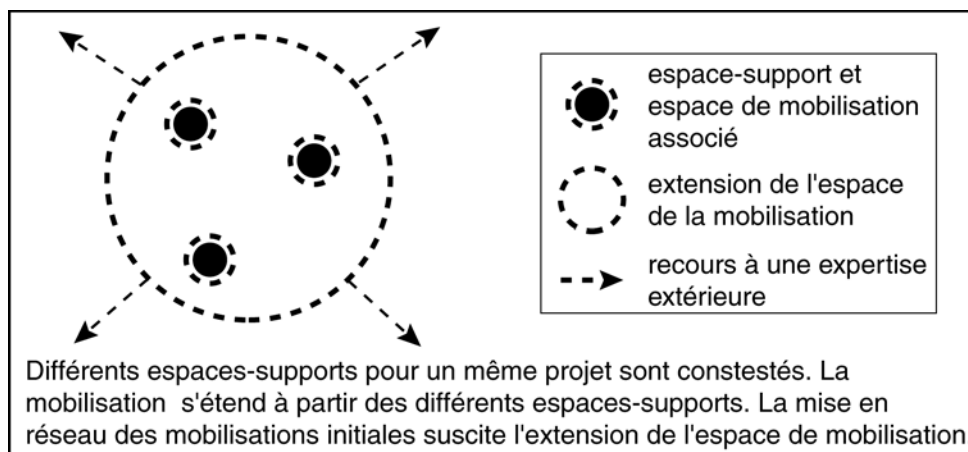 espace-support et
espace de mobilisation
associé
extension de l'espace
de la mobilisation
recours à une expertise
extérieure
Différents espaces-supports pour un même projet sont constestés. La
mobilisation s'étend à partir des différents espaces-supports. La mise en
réseau des mobilisations initiales suscite l'extension de l'espace de mobilisation